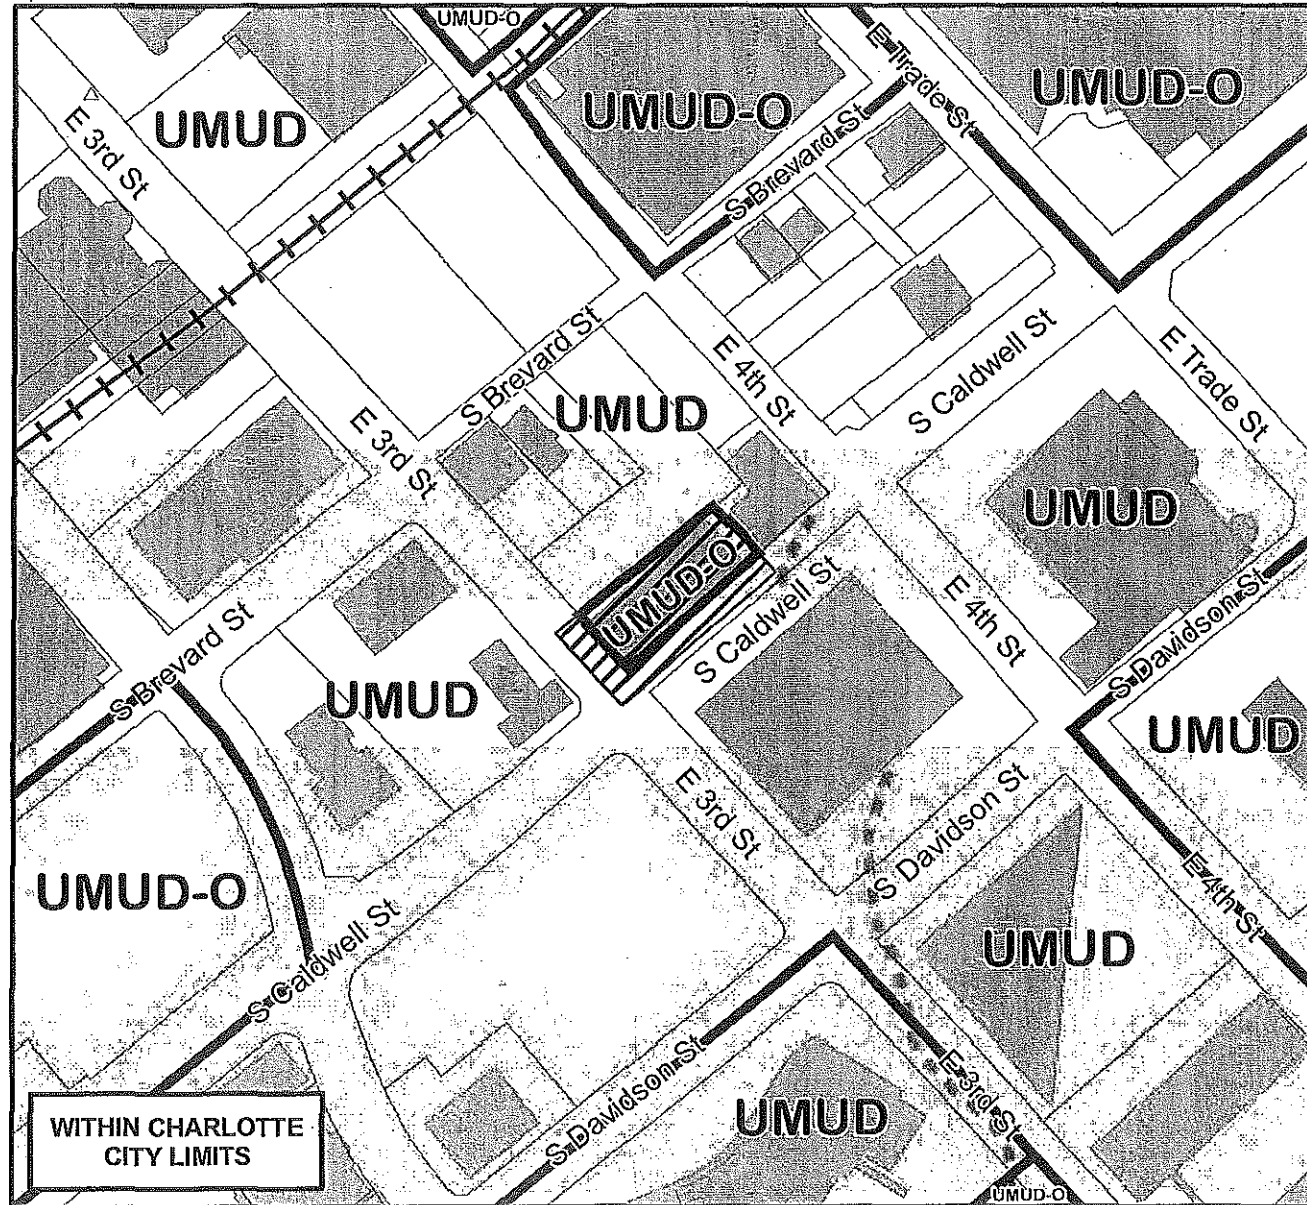 UMUD-O
E Trade St
UMUD-O
UMUD-O
UMUD
E 3rd St
S Brevard St
S Brevard St
E 4th St
S Caldwell St
E Trade St
UMUD
E 3rd St
UMUD
UMUD-O
S Caldwell St
E 4th St
S Davidson St
S Brevard St
UMUD
UMUD
E 3rd St
S Davidson St
UMUD-O
S Caldwell St
E 4th St
UMUD
S Davidson St
E 3rd St
UMUD
WITHIN CHARLOTTE
CITY LIMITS
UMUD-O